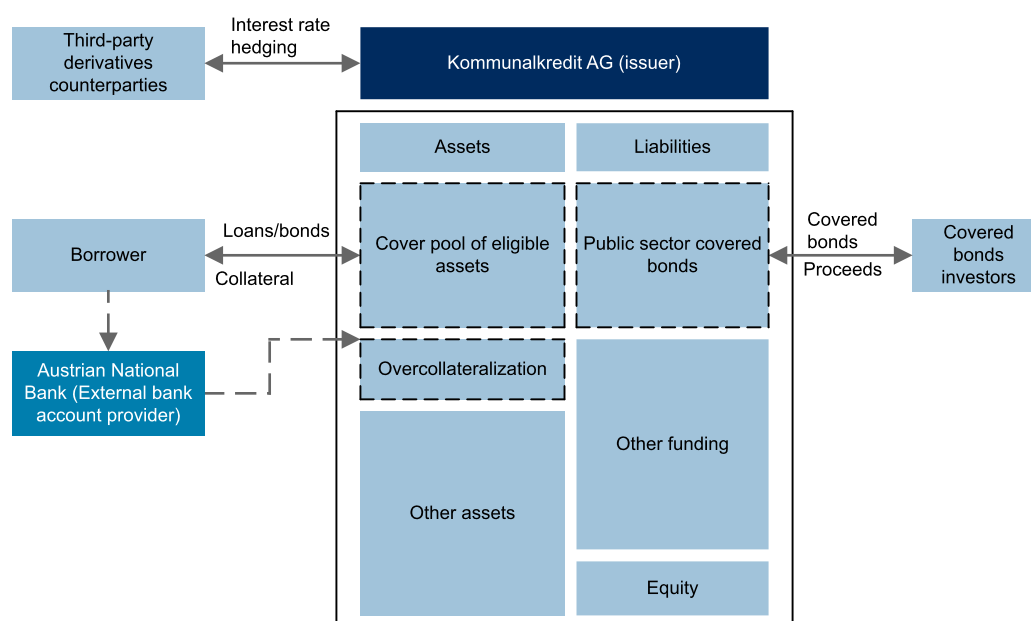 Third-party
derivatives
counterparties
Interest rate
hedging
Kommunalkredit AG (issuer)
Assets
Liabilities
Borrower
Loans/bonds
Collateral
Cover pool of eligible
assets
Public sector covered
bonds
Covered
bonds
Proceeds
Covered
bonds
investors
Austrian National
Bank (External bank
account provider)
Overcollateralization
Other funding
Other assets
Equity